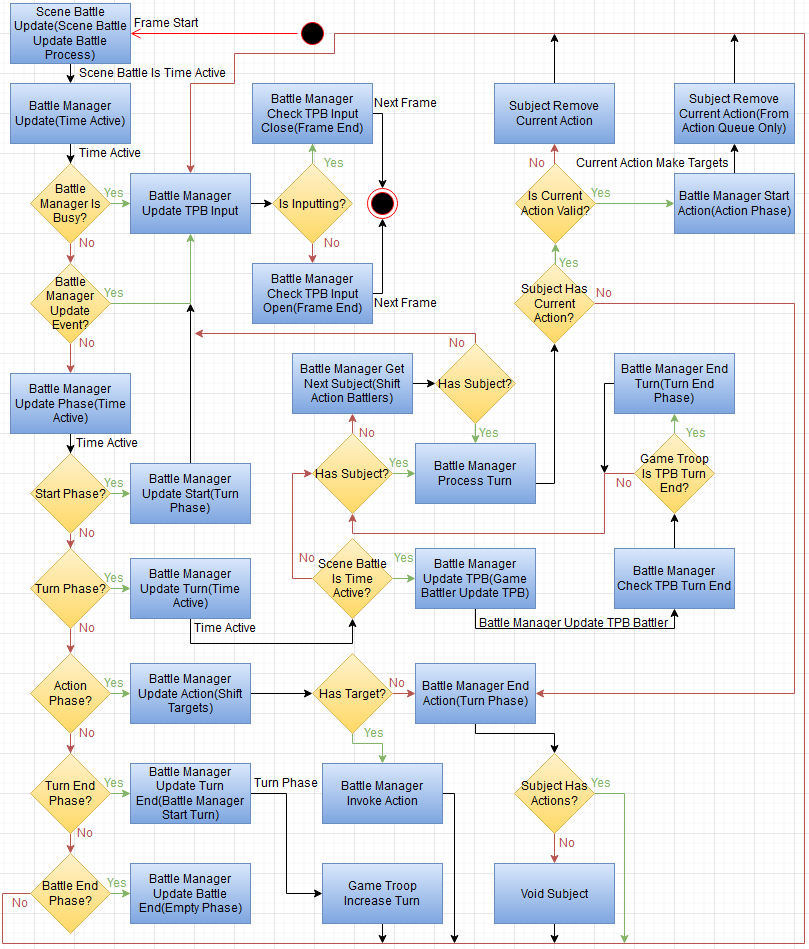 Scene Battle
Update(Scene Battle
Update Battle
Process)
Frame Start
Scene Battle Is Time Active
Battle Manager
Update(Time Active)
Time Active
Battle
Manager Is
Busy?
Yes
No
Battle Manager
Update TPB Input
Battle Manager
Check TPB Input
Close(Frame End)
Next Frame
Yes
Is Inputting?
No
Battle Manager
Check TPB Input
Open(Frame End)
Next Frame
Subject Remove
Current Action
Subject Remove
Current Action(From
Action Queue Only)
No
Current Action Make Targets
Is Current
Action Valid?
Yes
Battle Manager Start
Action(Action Phase)
Yes
Subject Has
Current
Action?
No
Battle
Manager
Update
Event?
Yes
No
Battle Manager
Update Phase(Time
Active)
Time Active
No
Battle Manager Get
Next Subject(Shift
Action Battlers)
Has Subject?
Yes
No
Has Subject?
Yes
Battle Manager
Process Turn
Battle Manager End
Turn(Turn End
Phase)
Yes
Game Troop
Is TPB Turn
End?
No
Start Phase?
Yes
No
Battle Manager
Update Start(Turn
Phase)
Turn Phase?
Yes
No
Battle Manager
Update Turn(Time
Active)
Time Active
No
Scene Battle
Is Time
Active?
Yes
Battle Manager
Update TPB(Game
Battler Update TPB)
Battle Manager Update TPB Battler
Battle Manager
Check TPB Turn End
Action
Phase?
Yes
No
Battle Manager
Update Action(Shift
Targets)
Has Target?
No
Yes
Battle Manager End
Action(Turn Phase)
Turn End
Phase?
Yes
No
Battle Manager
Update Turn
End(Battle Manager
Start Turn)
Turn Phase
Battle Manager
Invoke Action
Subject Has
Actions?
Yes
No
Battle End
Phase?
Yes
No
Battle Manager
Update Battle
End(Empty Phase)
Game Troop
Increase Turn
Void Subject